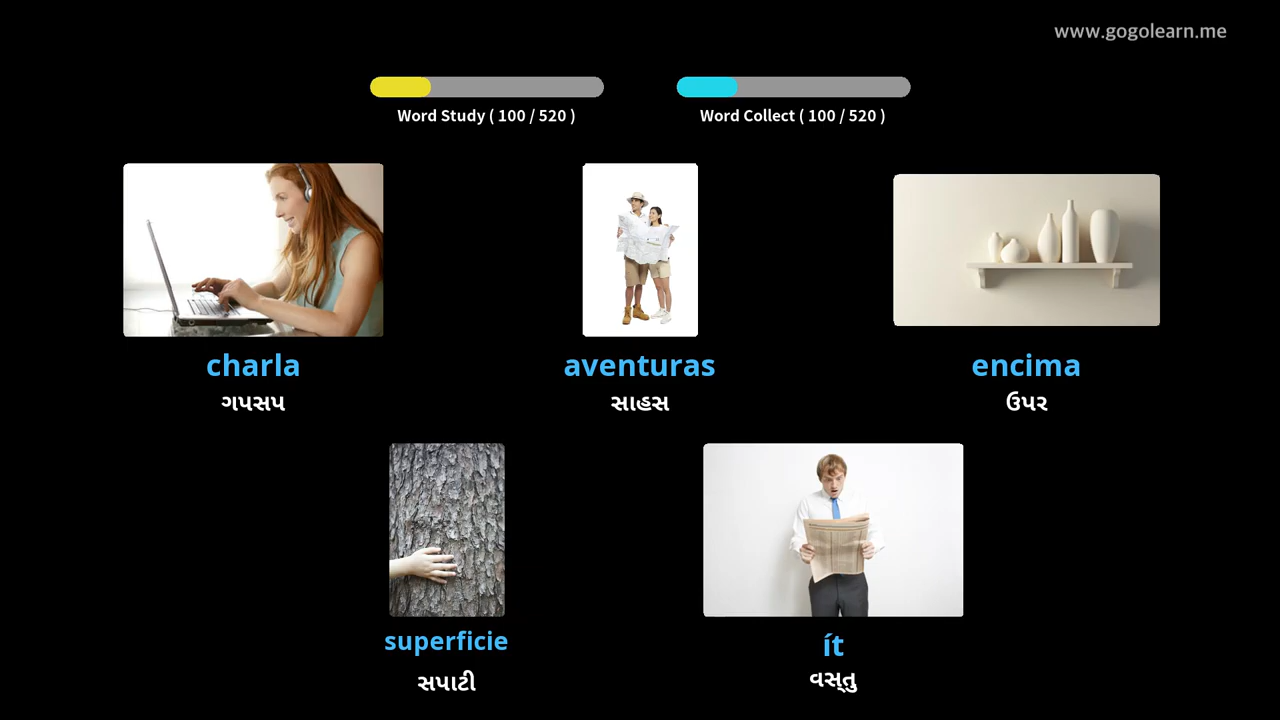 www.gogolearn.me
Word Study ( 100 / 520 )
Word Collect ( 100 / 520 )
charla
ગપસપ
aventuras
સાહસ
encima
ઉપર
superficie
સપાટી
ít
વસ્તુ